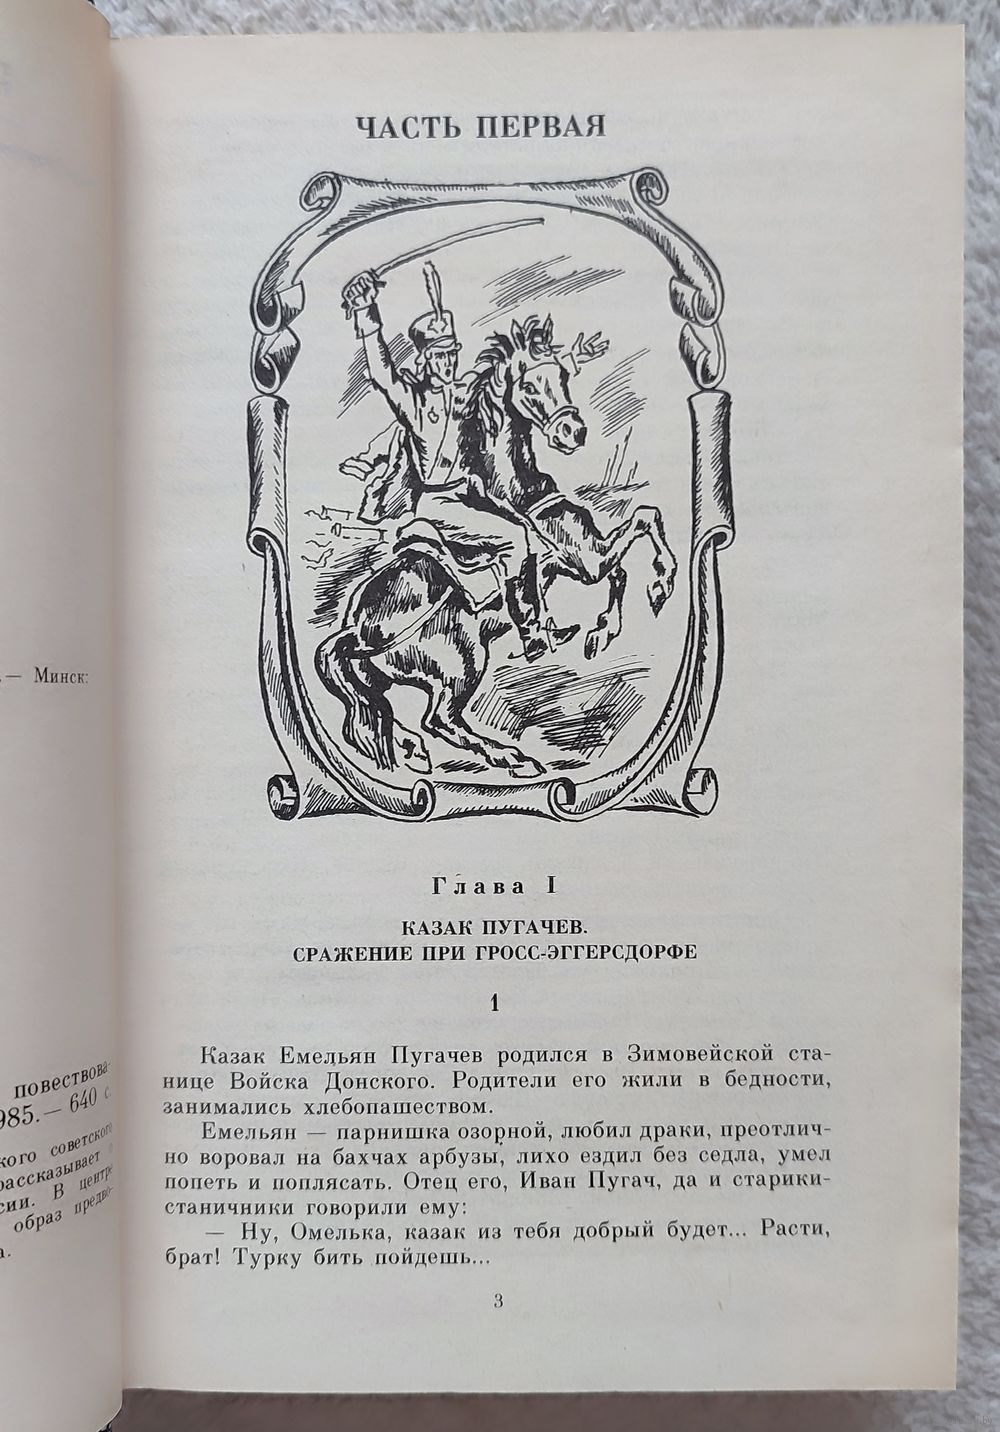 .— Минск:
повествова-
985.— 640 с.
кого советского
рассказывает о
сии. В центре
образ предво-
а.
ЧАСТЬ ПЕРВАЯ
Глава I
КАЗАК ПУГАЧЕВ.
СРАЖЕНИЕ ПРИ ГРОСС-ЭГГЕРСДОРФЕ
1
Казак Емельян Пугачев родился в Зимовейской ста-
нице Войска Донского. Родители его жили в бедности,
занимались хлебопашеством.
Емельян — парнишка озорной, любил драки, преотлич-
но воровал на бахчах арбузы, лихо ездил без седла, умел
попеть и поплясать. Отец его, Иван Пугач, да и старики-
станичники говорили ему:
— Ну, Омелька, казак из тебя добрый будет... Расти,
брат! Турку бить пойдешь...
3